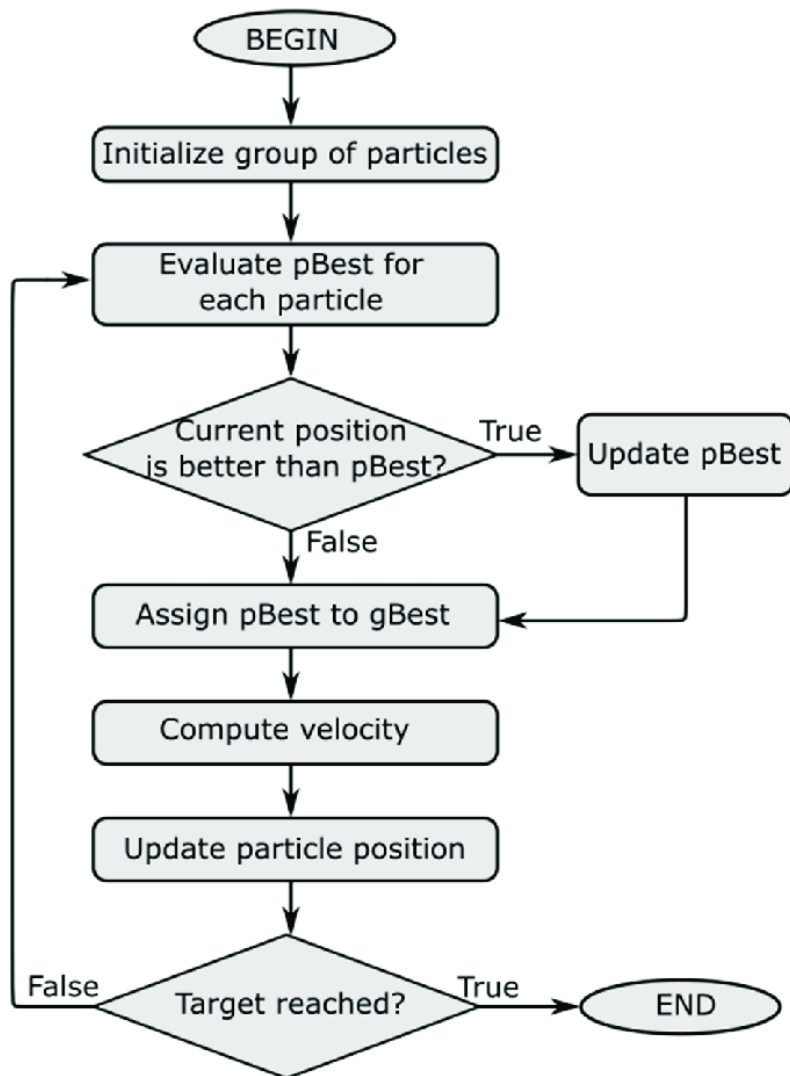 BEGIN
Initialize group of particles
Evaluate pBest for
each particle
Current position
is better than pBest?
True
Update pBest
False
Assign pBest to gBest
Compute velocity
Update particle position
False
Target reached?
True
END